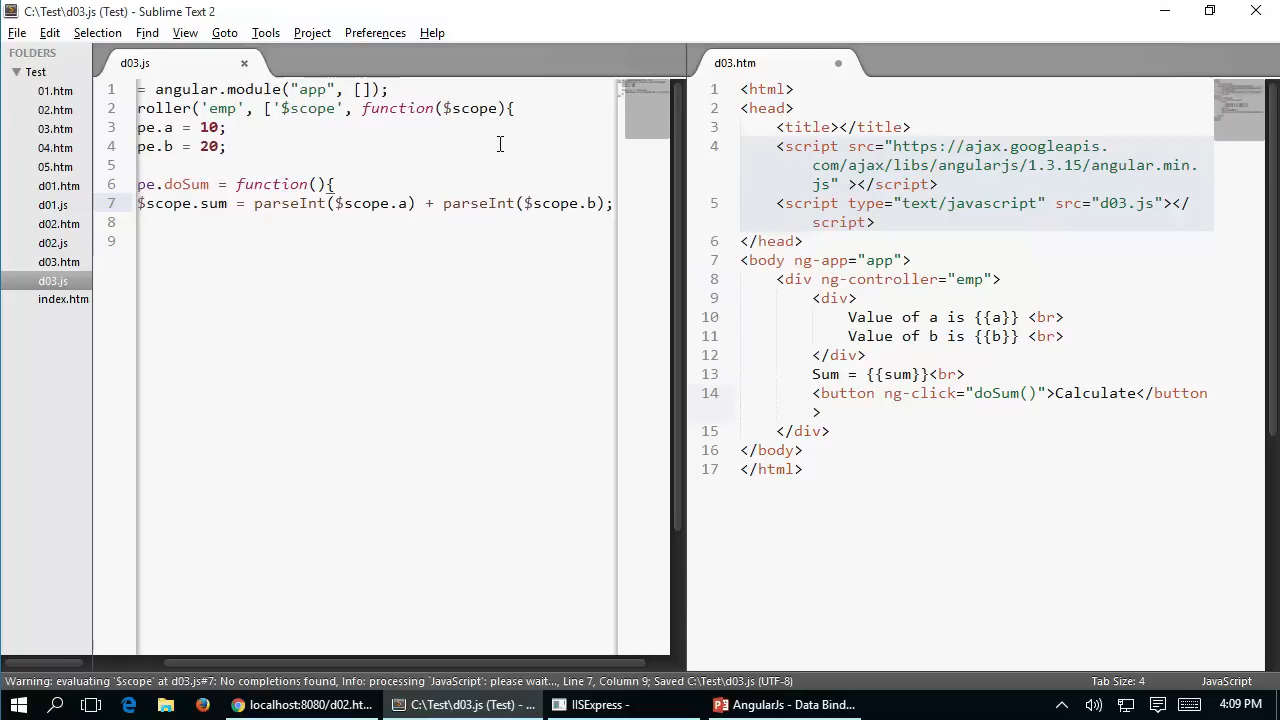 C:\Test\d03.js (Test) - Sublime Text 2
File Edit Selection Find View Goto Tools Project Preferences Help
FOLDERS
Test
01.htm
02.htm
03.htm
04.htm
05.htm
d01.htm
d01.js
d02.htm
d02.js
d03.htm
d03.js
index.htm
d03.js
1 = angular.module("app", []);
2 roller('emp', ['$scope', function($scope){
3 pe.a = 10;
4 pe.b = 20;
5
6 pe.doSum = function(){
7 $scope.sum = parseInt($scope.a) + parseInt($scope.b);
8
9
d03.htm
1 <html>
2 <head>
3 <title></title>
4 <script src="https://ajax.googleapis.
com/ajax/libs/angularjs/1.3.15/angular.min.
js" ></script>
5 <script type="text/javascript" src="d03.js"></
script>
6 </head>
7 <body ng-app="app">
8 <div ng-controller="emp">
9 <div>
10 Value of a is {{a}} <br>
11 Value of b is {{b}} <br>
12 </div>
13 Sum = {{sum}}<br>
14 <button ng-click="doSum()">Calculate</button
>
15 </div>
16 </body>
17 </html>
Warning: evaluating '$scope' at d03.js#7: No completions found, Info: processing `JavaScript': please wait..., Line 7, Column 9; Saved C:\Test\d03.js (UTF-8) Tab Size: 4 JavaScript
localhost:8080/d02.ht... C:\Test\d03.js (Test) - ... IISExpress - AngularJs - Data Bind... 4:09 PM